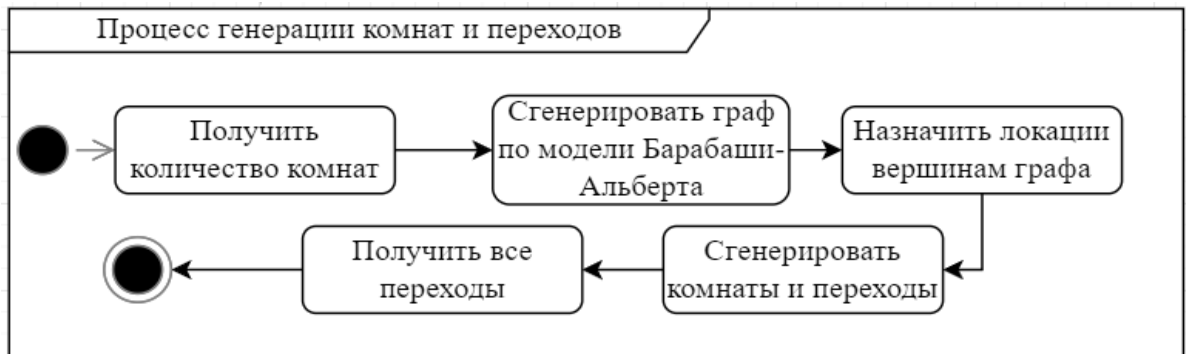 Процесс генерации комнат и переходов
Получить
количество комнат
Сгенерировать граф
по модели Барабаши-
Альберта
Назначить локации
вершинам графа
Сгенерировать
комнаты и переходы
Получить все
переходы